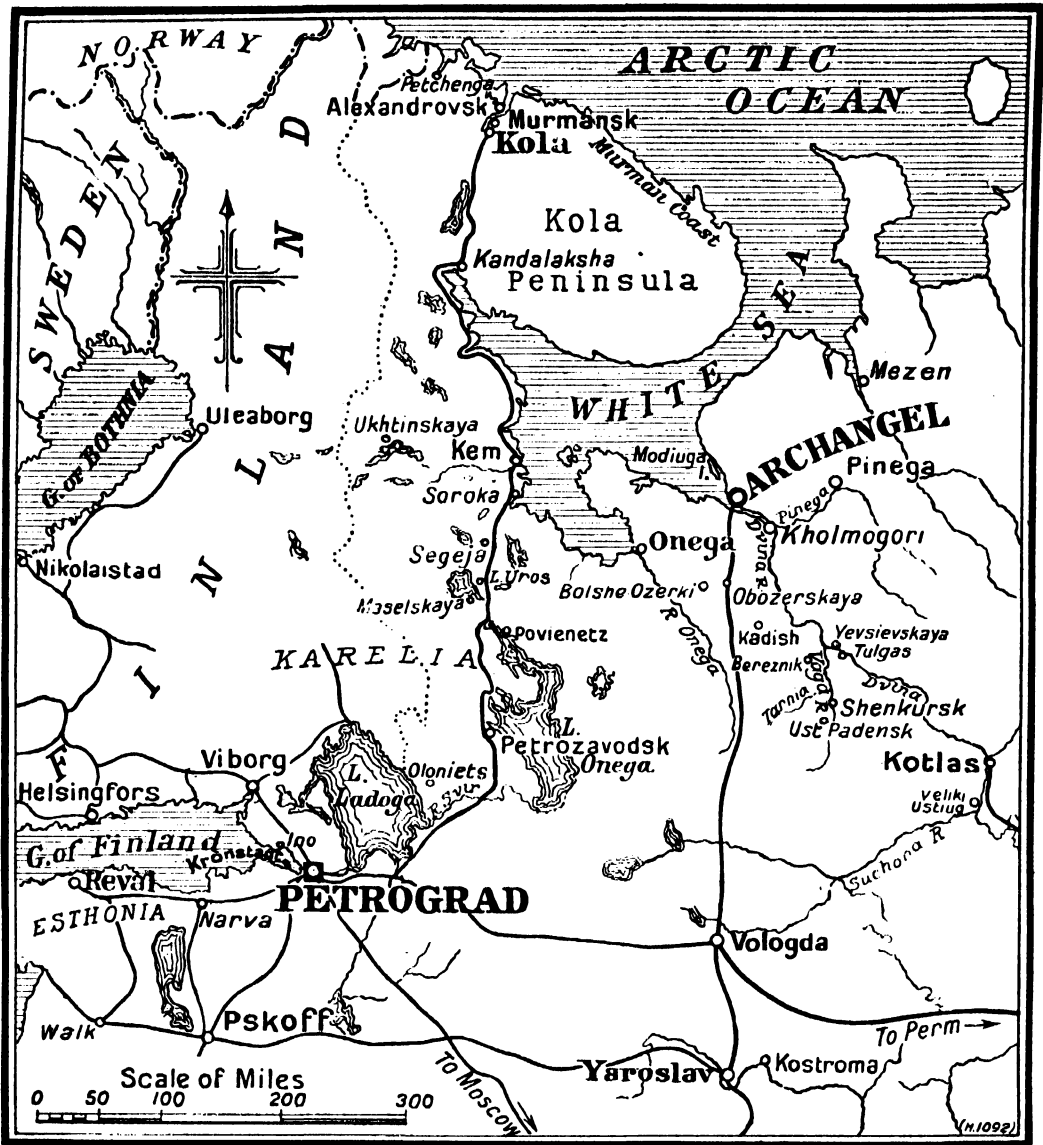 NORWAY
ARCTIC
OCEAN
Petchenga
Alexandrovsk
Murmansk
Kola
Murman Coast
SWEDEN
FINLAND
Kola
Peninsula
Kandalaksha
WHITE SEA
Mezen
G. OF BOTHNIA
Uleaborg
Ukhtinskaya
Kem
Modiuga
I.
ARCHANGEL
Pinega
Soroka
Pinega
Kholmogori
Dvina R.
Segeja
Onega
Nikolaistad
L. Uros
Bolshe Ozerki
Obozerskaya
Maselskaya
R. Onega
Povienetz
Kadish
Yevsievskaya
Tulgas
KARELIA
Bereznik
Vaga R.
Dvina
Tarnia
Shenkursk
Ust Padensk
Petrozavodsk
L.
Onega
Viborg
L.
Ladoga
Oloniets
R. Svir
Kotlas
Helsingfors
Veliki
Ustiug
G. of Finland
Ino
Kronstadt
Reval
PETROGRAD
Suchona R
ESTHONIA
Narva
Vologda
Walk
Pskoff
To Perm
To Moscow
Yaroslav
Kostroma
Scale of Miles
0 50 100 200 300
(M.1092)